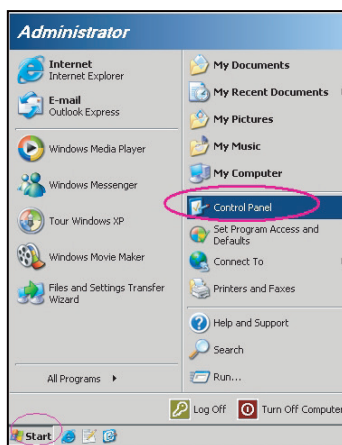 Administrator
Internet
Internet Explorer
E-mail
Outlook Express
Windows Media Player
Windows Messenger
Tour Windows XP
Windows Movie Maker
Files and Settings Transfer
Wizard
All Programs
My Documents
My Recent Documents
My Pictures
My Music
My Computer
Control Panel
Set Program Access and
Defaults
Connect To
Printers and Faxes
Help and Support
Search
Run...
Log Off
Turn Off Computer
Start